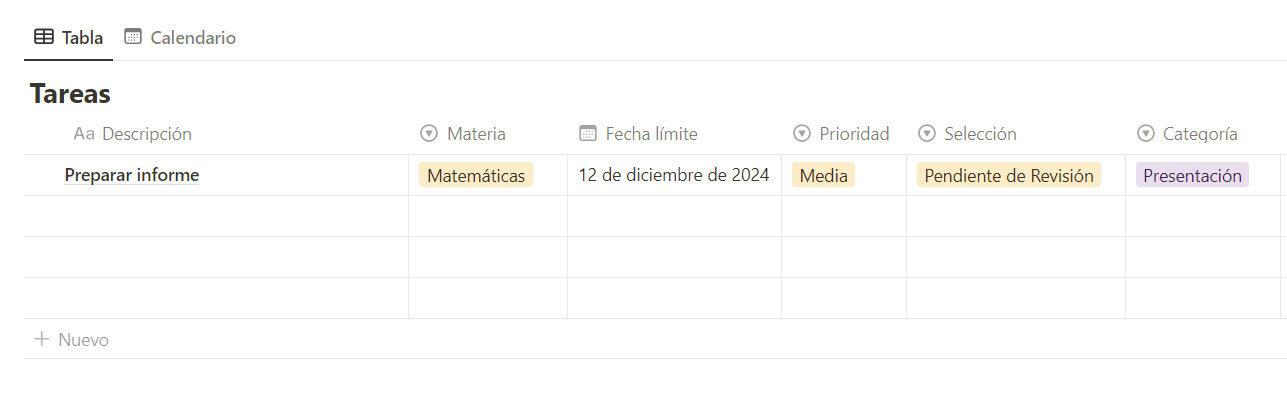 Tabla Calendario
Tareas
Aa Descripción Materia Fecha límite Prioridad Selección Categoría
Preparar informe Matemáticas 12 de diciembre de 2024 Media Pendiente de Revisión Presentación
+ Nuevo